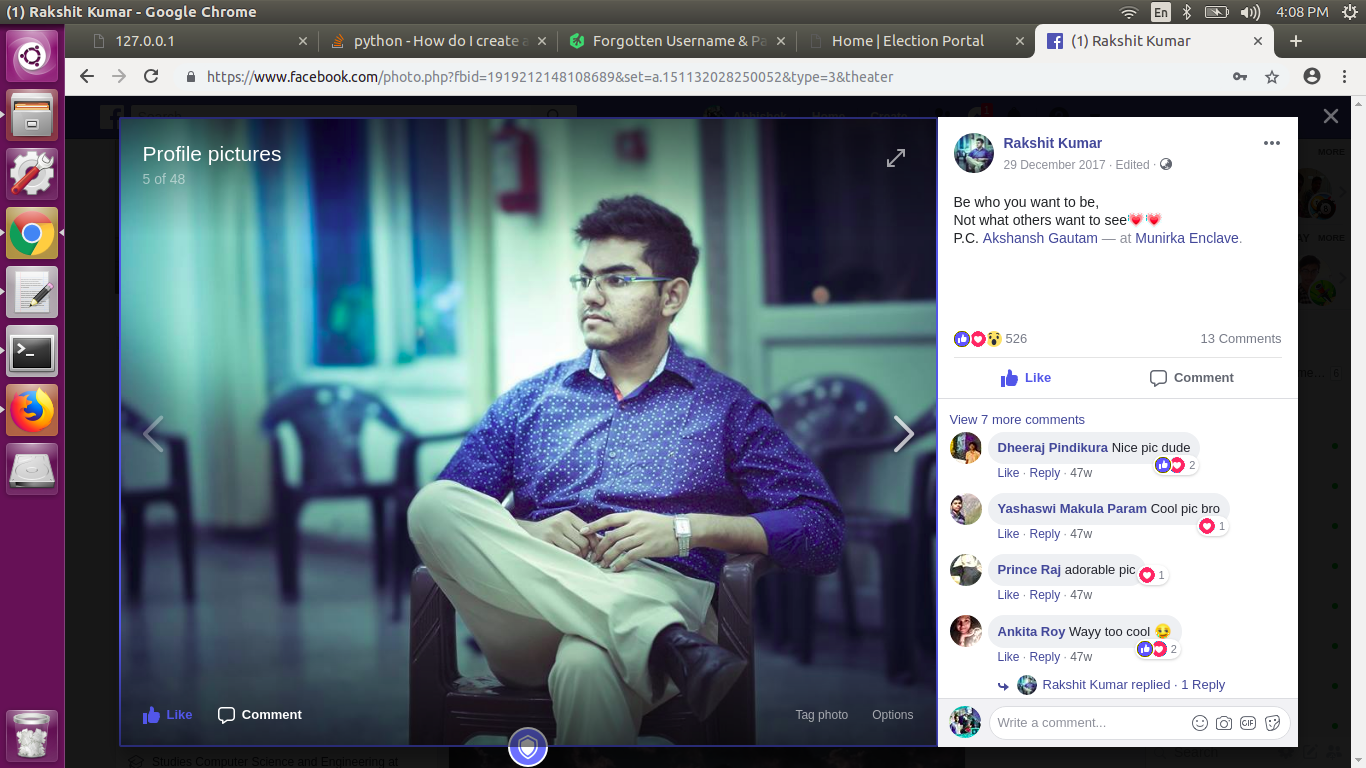 (1) Rakshit Kumar - Google Chrome
En
4:08 PM
127.0.0.1
python - How do I create a
Forgotten Username & Pa
Home | Election Portal
(1) Rakshit Kumar
https://www.facebook.com/photo.php?fbid=1919212148108689&set=a.151132028250052&type=3&theater
Profile pictures
5 of 48
Like
Comment
Tag photo
Options
Rakshit Kumar
29 December 2017 · Edited ·
Be who you want to be,
Not what others want to see💓💓
P.C. Akshansh Gautam — at Munirka Enclave.
526
13 Comments
Like
Comment
View 7 more comments
Dheeraj Pindikura Nice pic dude
2
Like · Reply · 47w
Yashaswi Makula Param Cool pic bro
1
Like · Reply · 47w
Prince Raj adorable pic
1
Like · Reply · 47w
Ankita Roy Wayy too cool 🥲
2
Like · Reply · 47w
Rakshit Kumar replied · 1 Reply
Write a comment...
GIF
MORE
MORE
Studies Computer Science and Engineering at